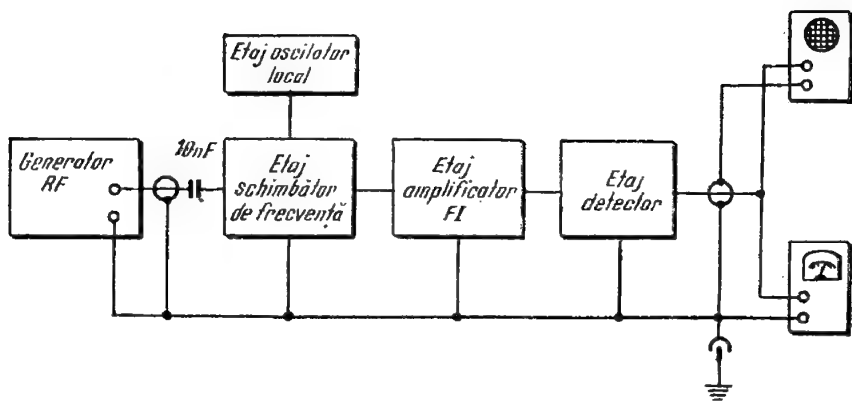 Etaj oscilator
local
Generator
RF
10nF
Etaj
schimbător
de frecvență
Etaj
amplificator
FI
Etaj
detector